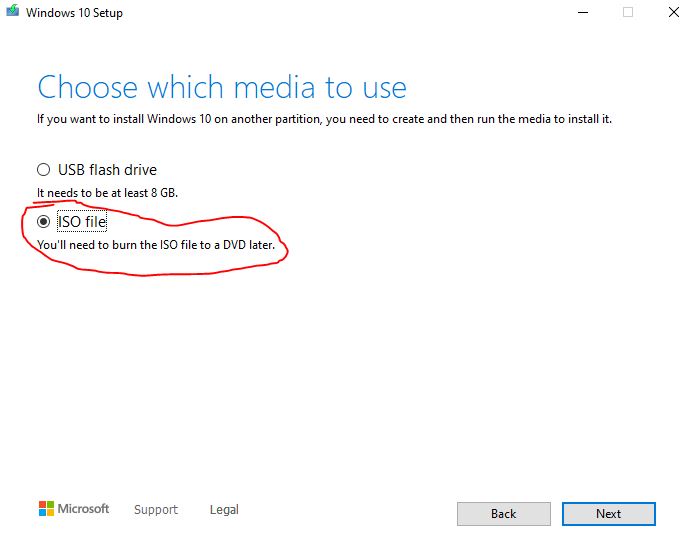 Windows 10 Setup
Choose which media to use
If you want to install Windows 10 on another partition, you need to create and then run the media to install it.
USB flash drive
It needs to be at least 8 GB.
ISO file
You'll need to burn the ISO file to a DVD later.
Microsoft Support Legal
Back Next